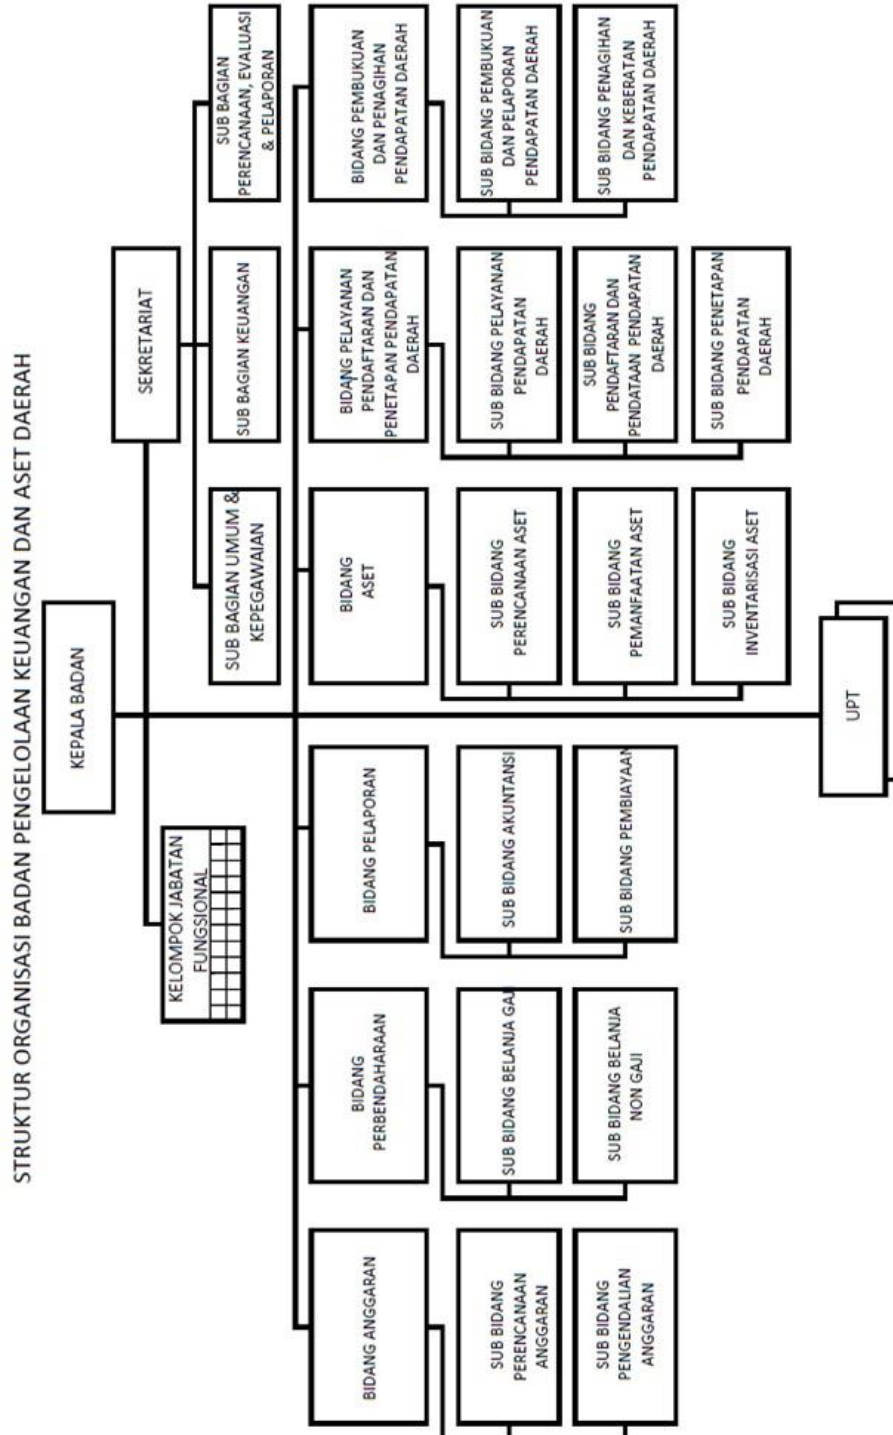 STRUKTUR ORGANISASI BADAN PENGELOLAAN KEUANGAN DAN ASET DAERAH
KEPALA BADAN
SEKRETARIAT
KELOMPOK JABATAN
FUNGSIONAL
SUB BAGIAN UMUM &
KEPEGAWAIAN
SUB BAGIAN KEUANGAN
SUB BAGIAN
PERENCANAAN, EVALUASI
& PELAPORAN
BIDANG ANGGARAN
BIDANG
PERBENDAHARAAN
BIDANG PELAPORAN
BIDANG
ASET
BIDANG PELAYANAN
PENDAFTARAN DAN
PENETAPAN PENDAPATAN
DAERAH
BIDANG PEMBUKUAN
DAN PENAGIHAN
PENDAPATAN DAERAH
SUB BIDANG
PERENCANAAN
ANGGARAN
SUB BIDANG BELANJA GAJI
SUB BIDANG AKUNTANSI
SUB BIDANG
PERENCANAAN ASET
SUB BIDANG PELAYANAN
PENDAPATAN
DAERAH
SUB BIDANG PEMBUKUAN
DAN PELAPORAN
PENDAPATAN DAERAH
SUB BIDANG
PENGENDALIAN
ANGGARAN
SUB BIDANG BELANJA
NON GAJI
SUB BIDANG PEMBIAYAAN
SUB BIDANG
PEMANFAATAN ASET
SUB BIDANG
PENDAFTARAN DAN
PENDATAAN PENDAPATAN
DAERAH
SUB BIDANG PENAGIHAN
DAN KEBERATAN
PENDAPATAN DAERAH
SUB BIDANG
INVENTARISASI ASET
SUB BIDANG PENETAPAN
PENDAPATAN
DAERAH
UPT